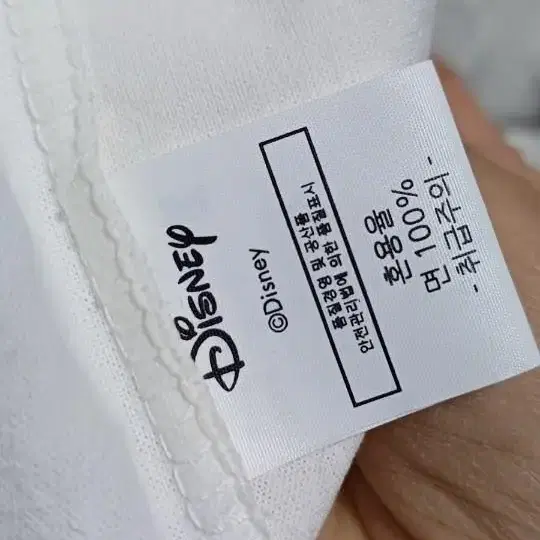 Disney
©Disney
품질경영 및 공산품
안전관리법에 의한 품질표시
혼용율
면 100%
- 취급주의 -